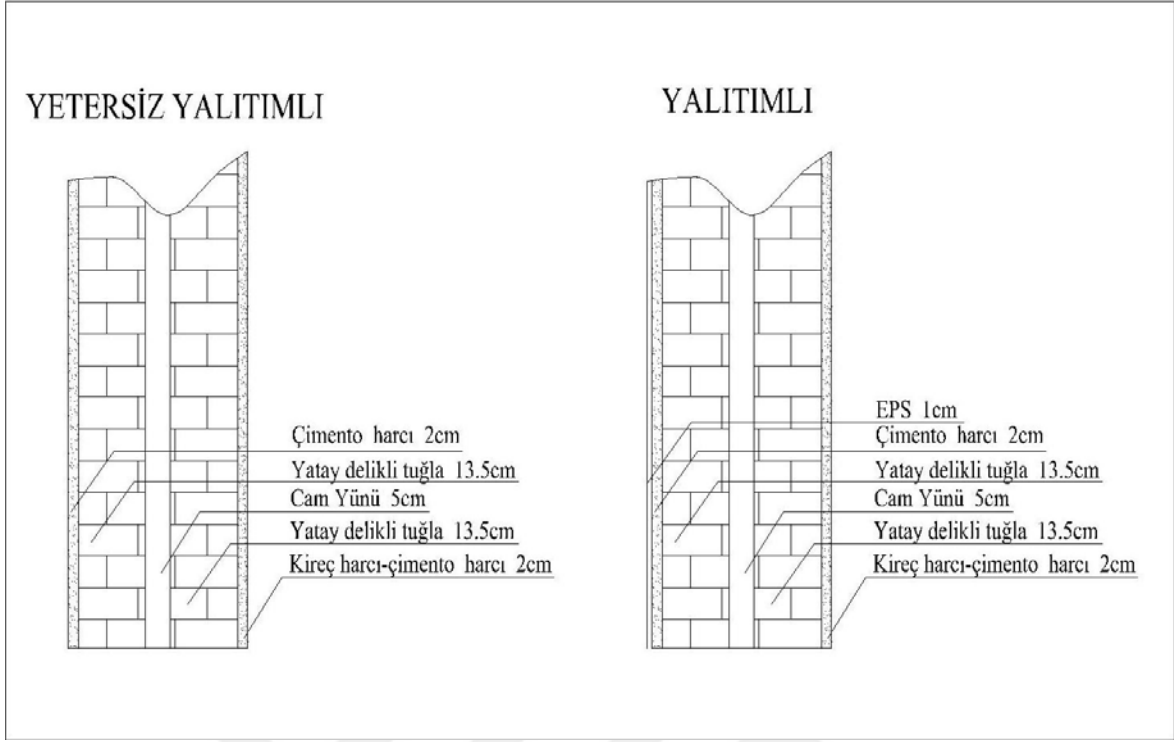 YETERSİZ YALITIMLI
Çimento harcı 2cm
Yatay delikli tuğla 13.5cm
Cam Yünü 5cm
Yatay delikli tuğla 13.5cm
Kireç harcı-çimento harcı 2cm
YALITIMLI
EPS 1cm
Çimento harcı 2cm
Yatay delikli tuğla 13.5cm
Cam Yünü 5cm
Yatay delikli tuğla 13.5cm
Kireç harcı-çimento harcı 2cm